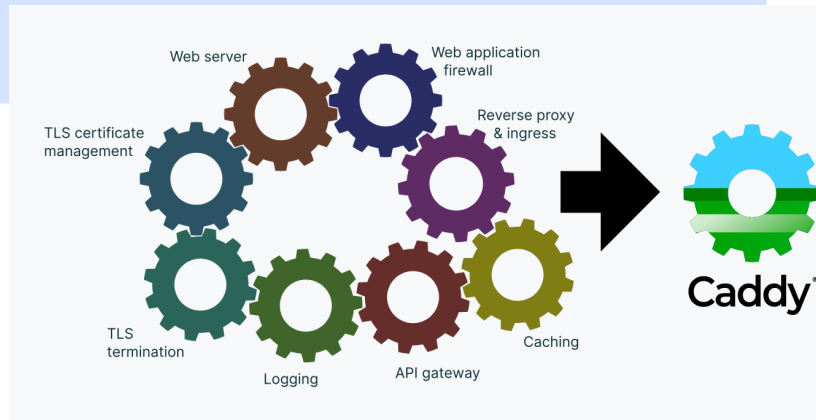 Web server
Web application
firewall
Reverse proxy
& ingress
TLS certificate
management
TLS
termination
Logging
API gateway
Caching
Caddy®